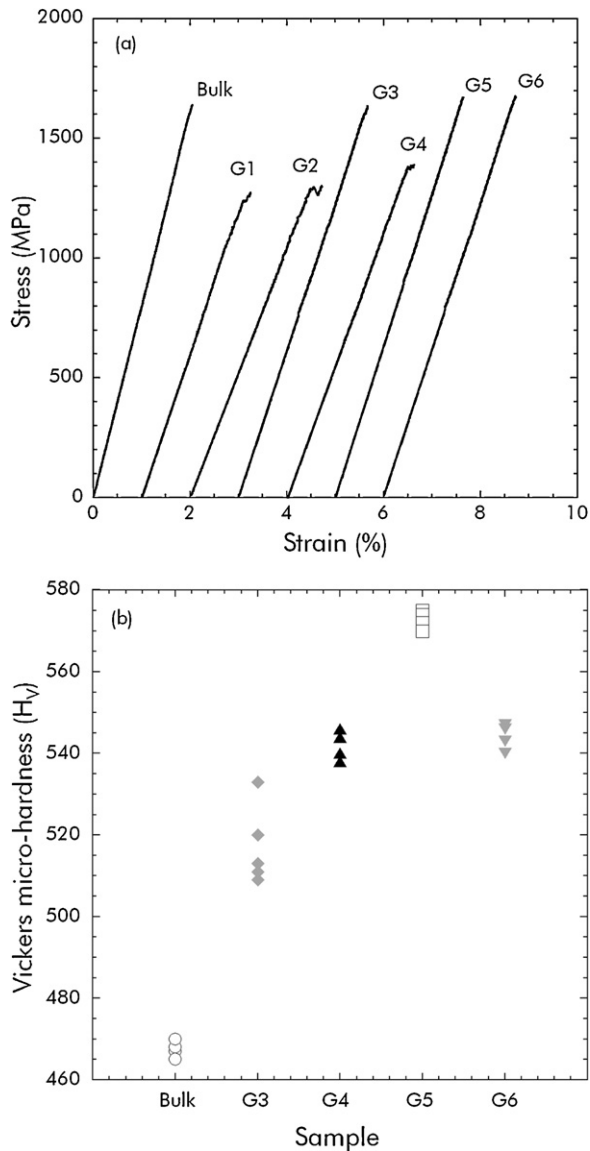 2000
(a)
Bulk
G3
G5
G6
1500
G4
G1
G2
Stress (MPa)
1000
500
0
0 2 4 6 8 10
Strain (%)
580
(b)
560
Vickers micro-hardness (HV)
540
520
500
480
460
Bulk G3 G4 G5 G6
Sample